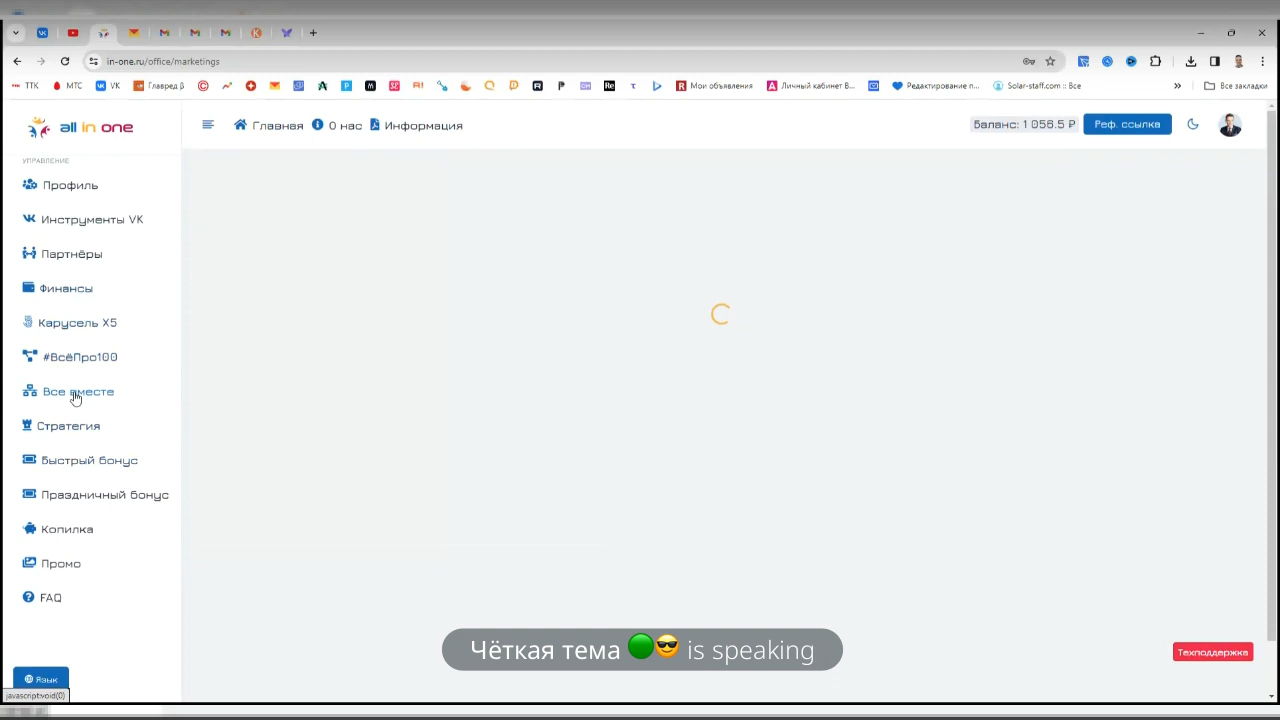 in-one.ru/office/marketings
ТТК
МТС
VK
Главред β
Мои объявления
Личный кабинет В...
Редактирование п...
Solar-staff.com :: Все
Все закладки
all in one
Главная
О нас
Информация
Баланс: 1 056.5 ₽
Реф. ссылка
УПРАВЛЕНИЕ
Профиль
Инструменты VK
Партнёры
Финансы
Карусель X5
#ВсёПро100
Все вместе
Стратегия
Быстрый бонус
Праздничный бонус
Копилка
Промо
FAQ
Чёткая тема 🟢😎 is speaking
Техподдержка
Язык
javascript:void(0)